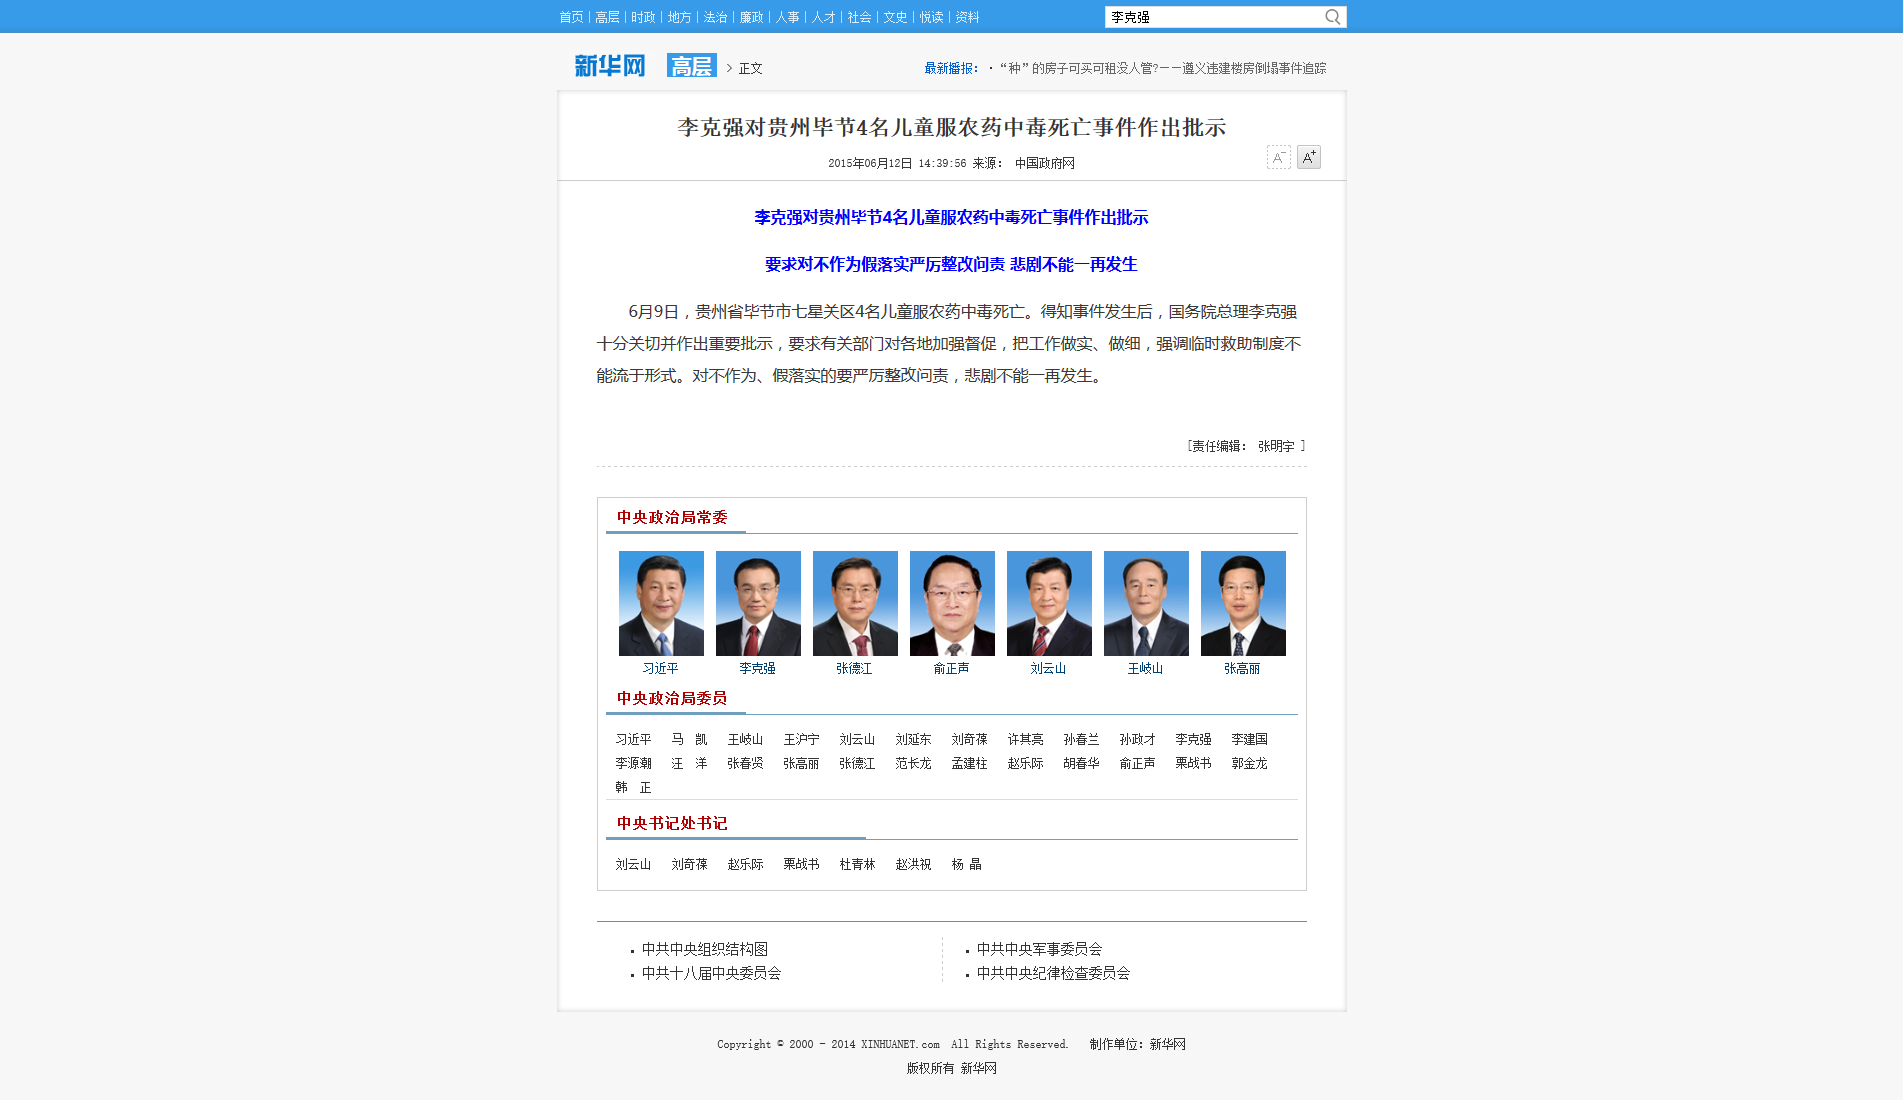 首页 | 高层 | 时政 | 地方 | 法治 | 廉政 | 人事 | 人才 | 社会 | 文史 | 悦读 | 资料
李克强
新华网 高层 > 正文
最新播报： ·“种”的房子可买可租没人管?——遵义违建楼房倒塌事件追踪
李克强对贵州毕节4名儿童服农药中毒死亡事件作出批示
2015年06月12日 14:39:56 来源： 中国政府网
A- A+
李克强对贵州毕节4名儿童服农药中毒死亡事件作出批示
要求对不作为假落实严厉整改问责 悲剧不能一再发生
6月9日，贵州省毕节市七星关区4名儿童服农药中毒死亡。得知事件发生后，国务院总理李克强
十分关切并作出重要批示，要求有关部门对各地加强督促，把工作做实、做细，强调临时救助制度不
能流于形式。对不作为、假落实的要严厉整改问责，悲剧不能一再发生。
[责任编辑： 张明宇 ]
中央政治局常委
习近平 李克强 张德江 俞正声 刘云山 王岐山 张高丽
中央政治局委员
习近平 马 凯 王岐山 王沪宁 刘云山 刘延东 刘奇葆 许其亮 孙春兰 孙政才 李克强 李建国
李源潮 汪 洋 张春贤 张高丽 张德江 范长龙 孟建柱 赵乐际 胡春华 俞正声 栗战书 郭金龙
韩 正
中央书记处书记
刘云山 刘奇葆 赵乐际 栗战书 杜青林 赵洪祝 杨 晶
· 中共中央组织结构图
· 中共十八届中央委员会
· 中共中央军事委员会
· 中共中央纪律检查委员会
Copyright © 2000 - 2014 XINHUANET.com All Rights Reserved. 制作单位：新华网
版权所有 新华网